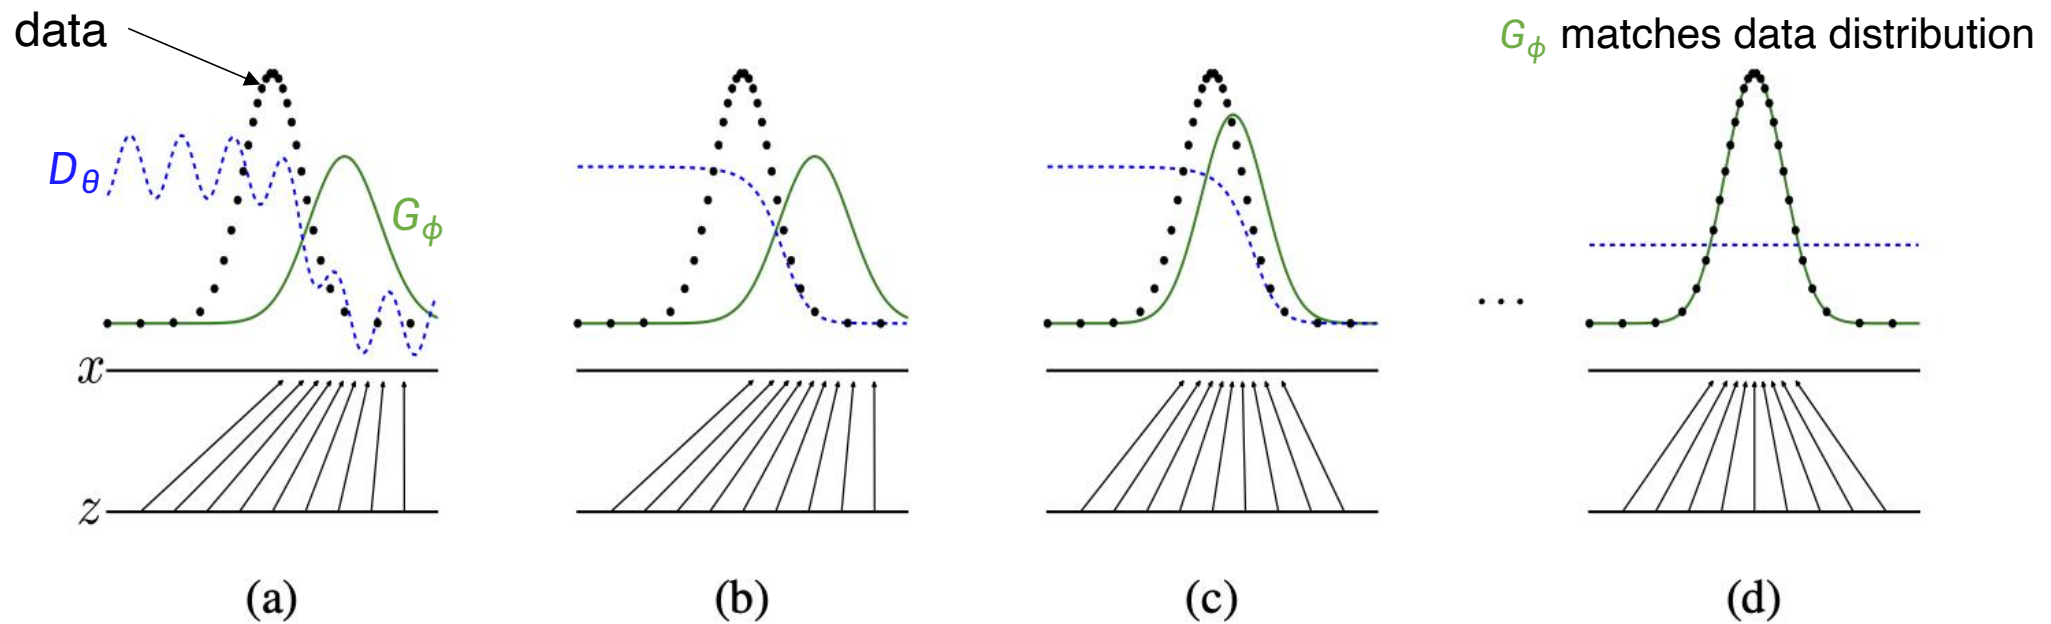 data
G_ϕ matches data distribution
D_θ
G_ϕ
...
x
z
(a)
(b)
(c)
(d)